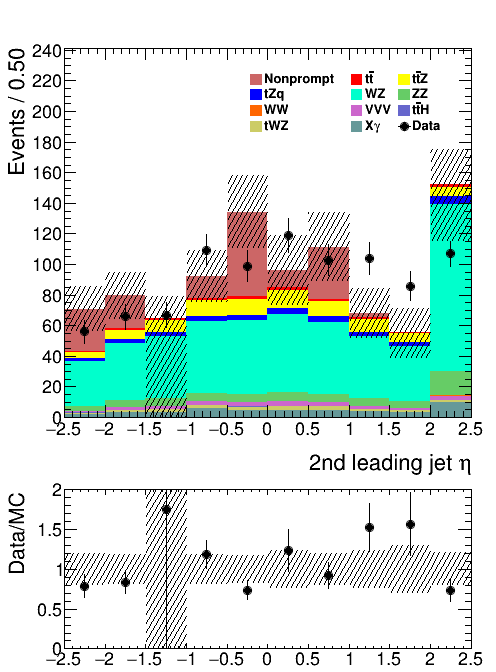 Events / 0.50
240
220
200
180
160
140
120
100
80
60
40
20
0
Nonprompt tt̄ tt̄Z
tZq WZ ZZ
WW VVV tt̄H
tWZ Xγ Data
−2.5 −2 −1.5 −1 −0.5 0 0.5 1 1.5 2 2.5
2nd leading jet η
Data/MC
2
1.5
1
0.5
0
−2.5 −2 −1.5 −1 −0.5 0 0.5 1 1.5 2 2.5